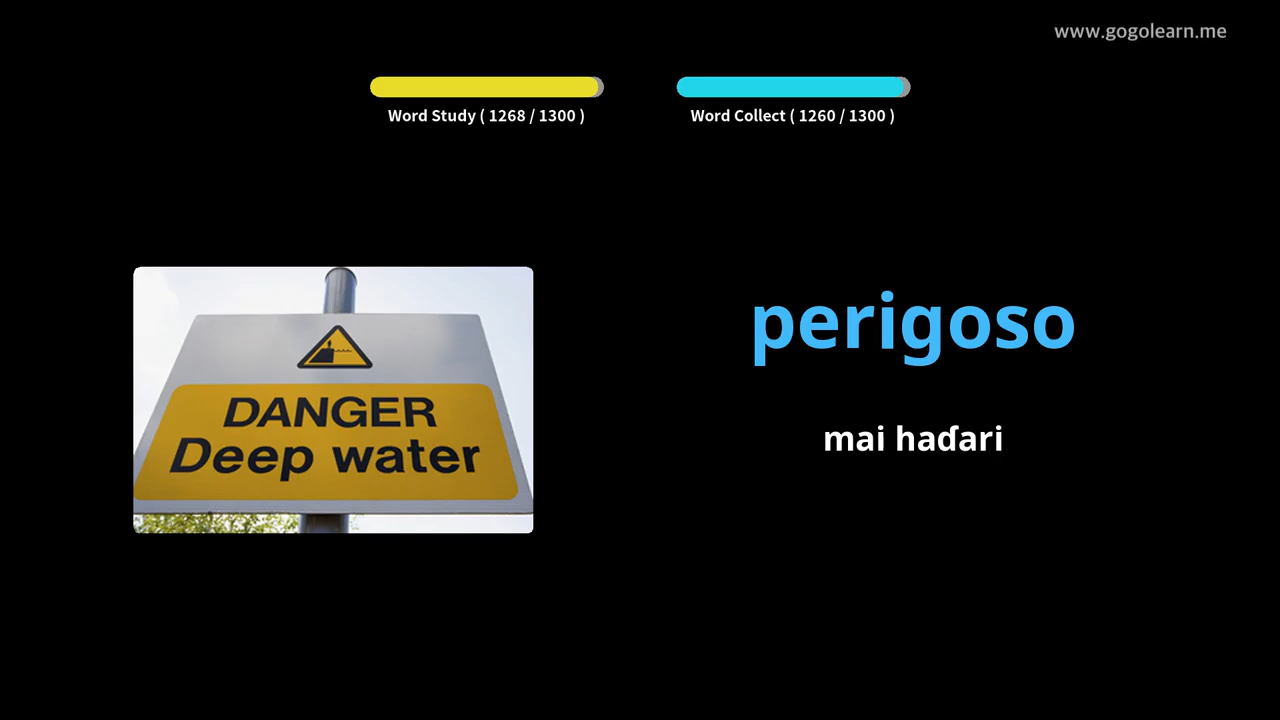 www.gogolearn.me
Word Study ( 1268 / 1300 )
Word Collect ( 1260 / 1300 )
DANGER
Deep water
perigoso
mai haɗari